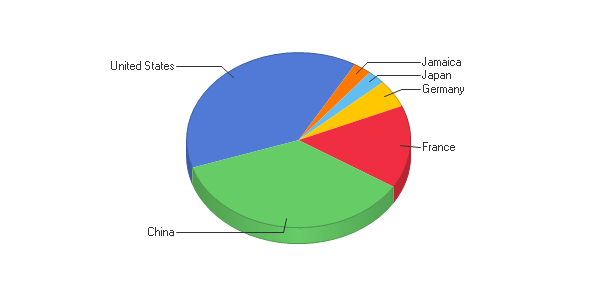 United States
Jamaica
Japan
Germany
France
China